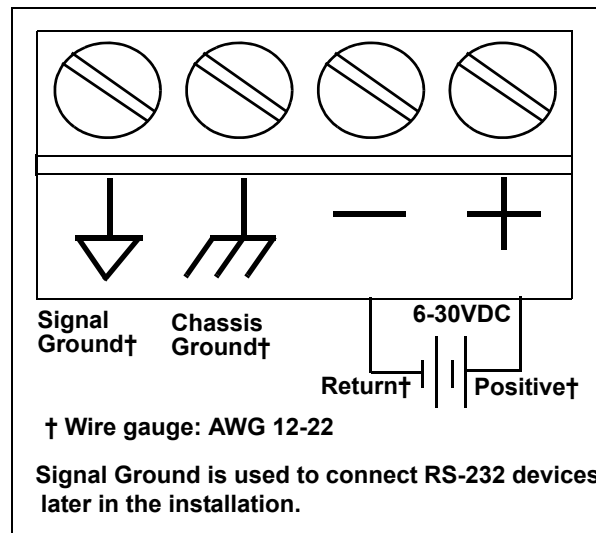 Signal Ground†
Chassis Ground†
6-30VDC
Return†
Positive†
† Wire gauge: AWG 12-22
Signal Ground is used to connect RS-232 devices
later in the installation.